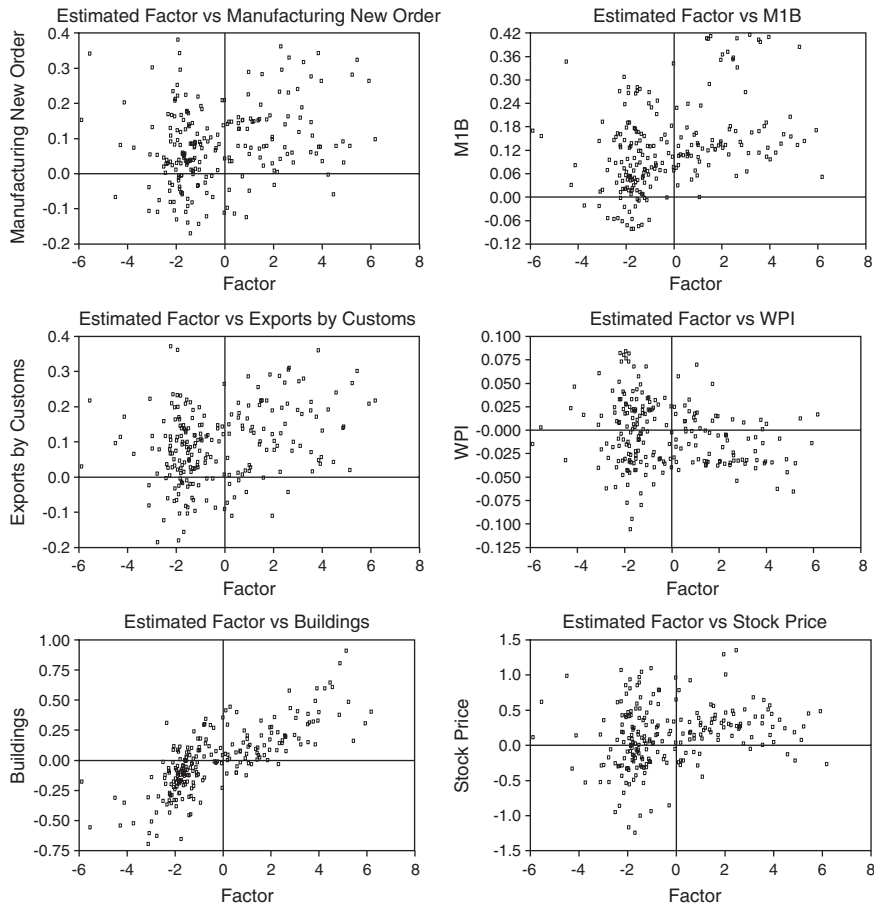 Estimated Factor vs Manufacturing New Order
0.4
0.3
0.2
0.1
0.0
-0.1
-0.2
Manufacturing New Order
-6 -4 -2 0 2 4 6 8
Factor
Estimated Factor vs M1B
0.42
0.36
0.30
0.24
0.18
0.12
0.06
0.00
-0.06
-0.12
M1B
-6 -4 -2 0 2 4 6 8
Factor
Estimated Factor vs Exports by Customs
0.4
0.3
0.2
0.1
0.0
-0.1
-0.2
Exports by Customs
-6 -4 -2 0 2 4 6 8
Factor
Estimated Factor vs WPI
0.100
0.075
0.050
0.025
-0.000
-0.025
-0.050
-0.075
-0.100
-0.125
WPI
-6 -4 -2 0 2 4 6 8
Factor
Estimated Factor vs Buildings
1.00
0.75
0.50
0.25
0.00
-0.25
-0.50
-0.75
Buildings
-6 -4 -2 0 2 4 6 8
Factor
Estimated Factor vs Stock Price
1.5
1.0
0.5
0.0
-0.5
-1.0
-1.5
Stock Price
-6 -4 -2 0 2 4 6 8
Factor